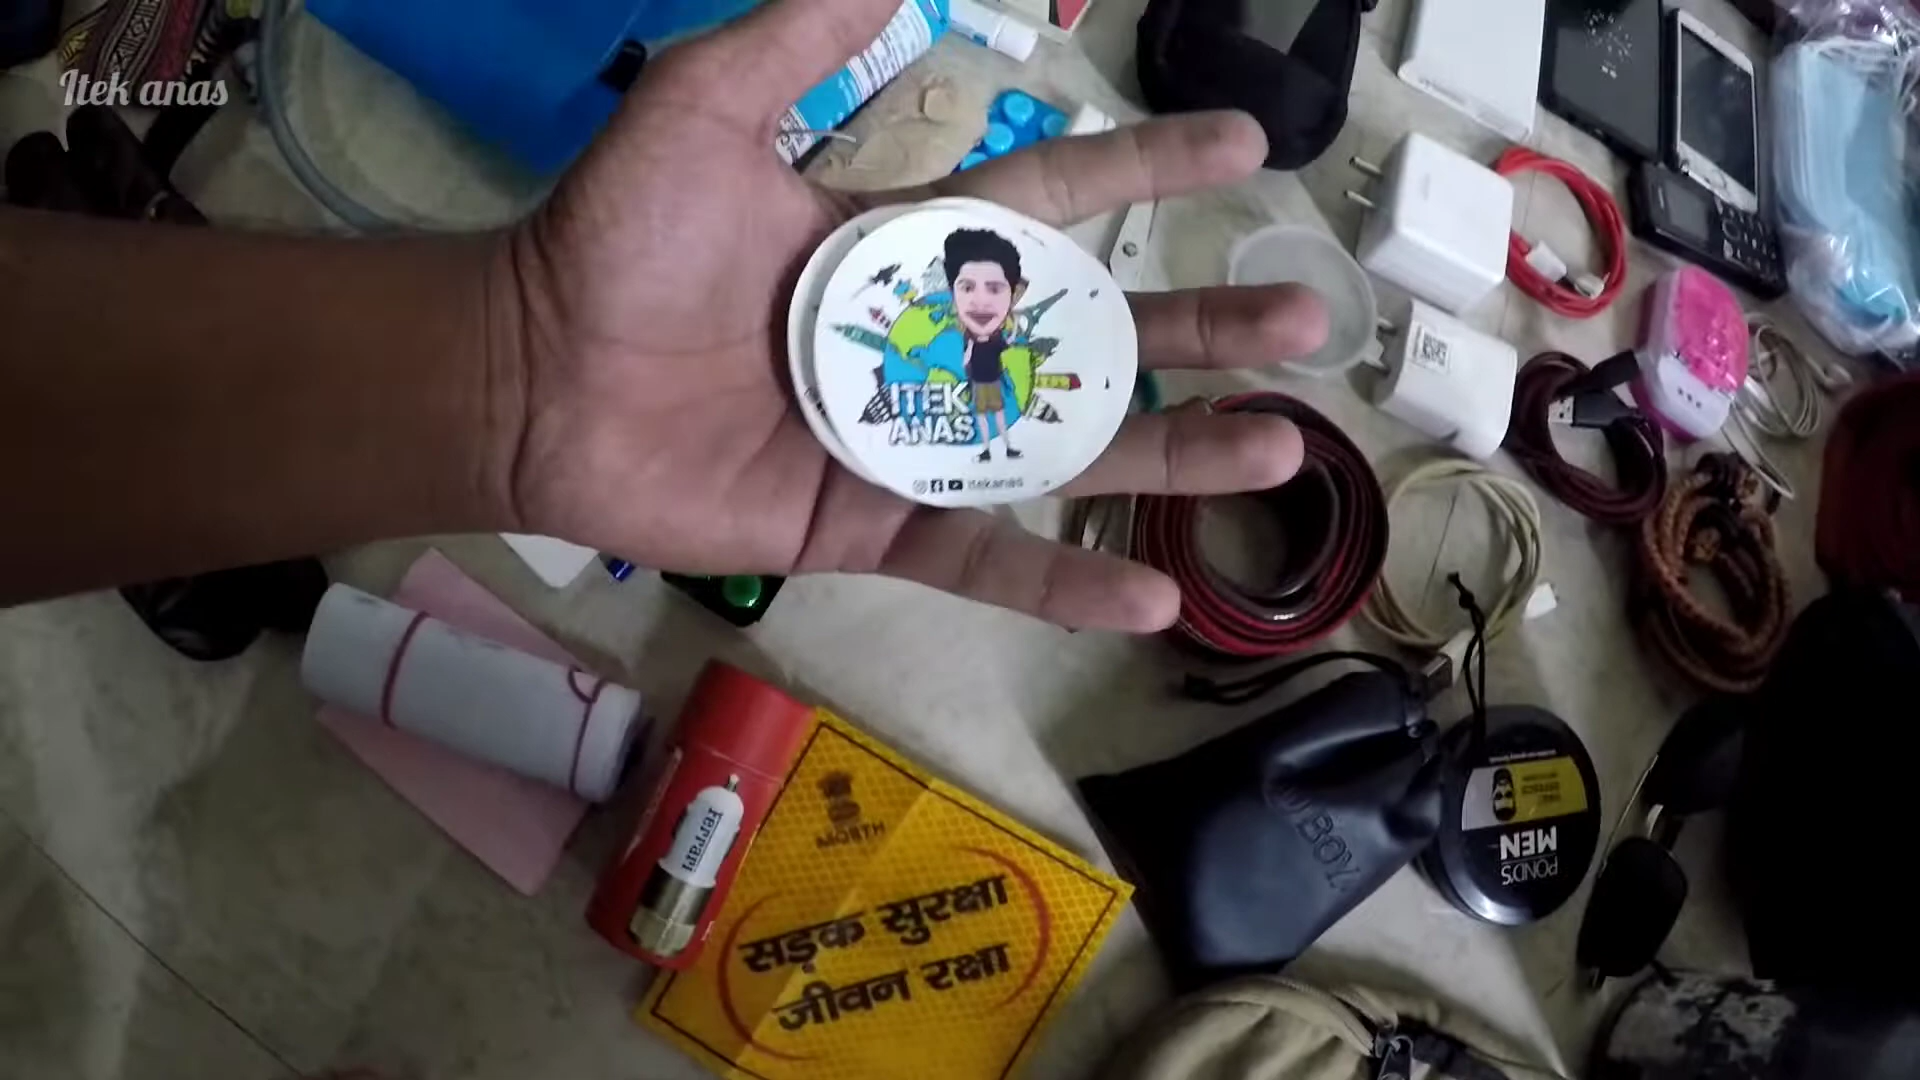 Itek anas
ITEK
ANAS
itekanas
Ferrari
MORTH
सड़क सुरक्षा
जीवन रक्षा
POND'S
MEN